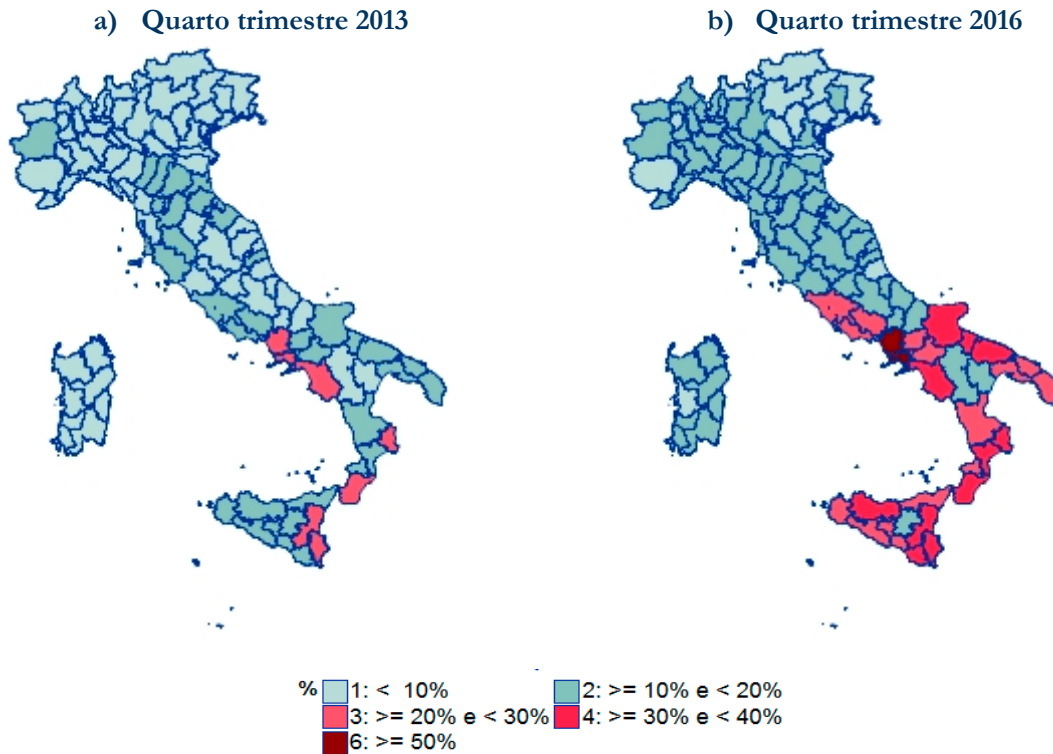 a) Quarto trimestre 2013
b) Quarto trimestre 2016
% 1: < 10% 2: >= 10% e < 20%
3: >= 20% e < 30% 4: >= 30% e < 40%
6: >= 50%